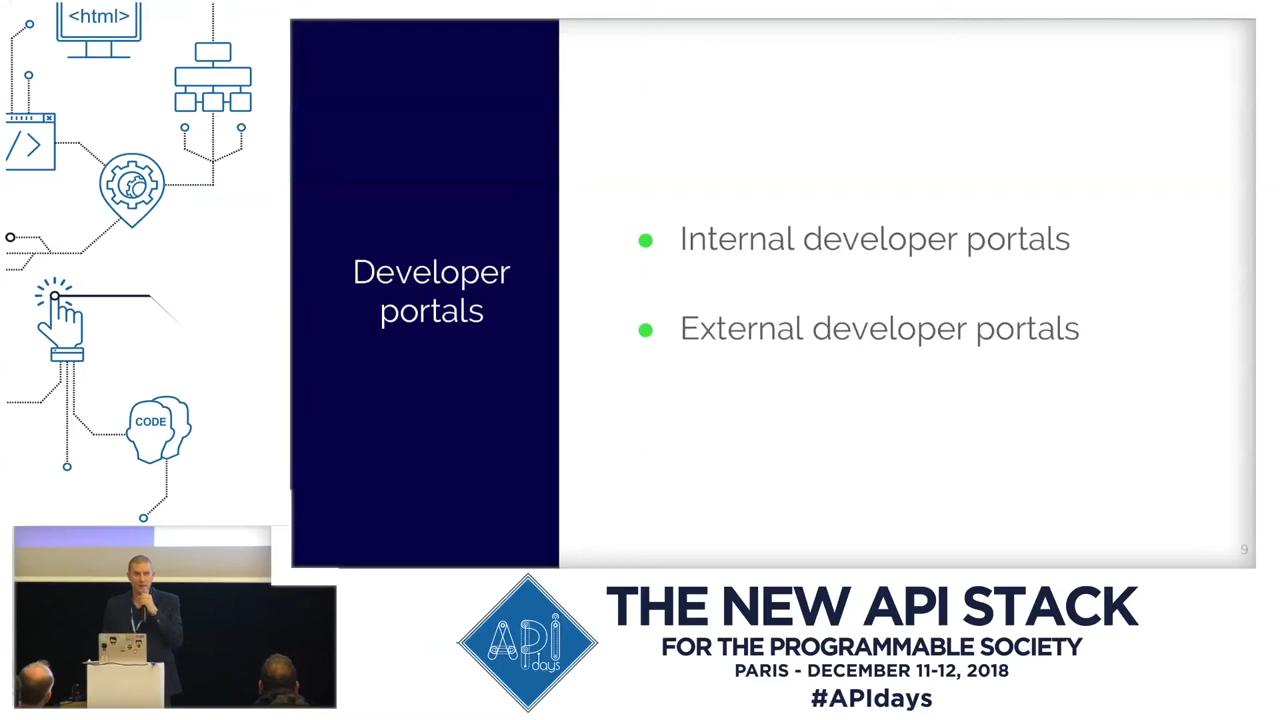 <html>
</>
CODE
Developer
portals
Internal developer portals
External developer portals
9
API
days
THE NEW API STACK
FOR THE PROGRAMMABLE SOCIETY
PARIS - DECEMBER 11-12, 2018
#APIdays